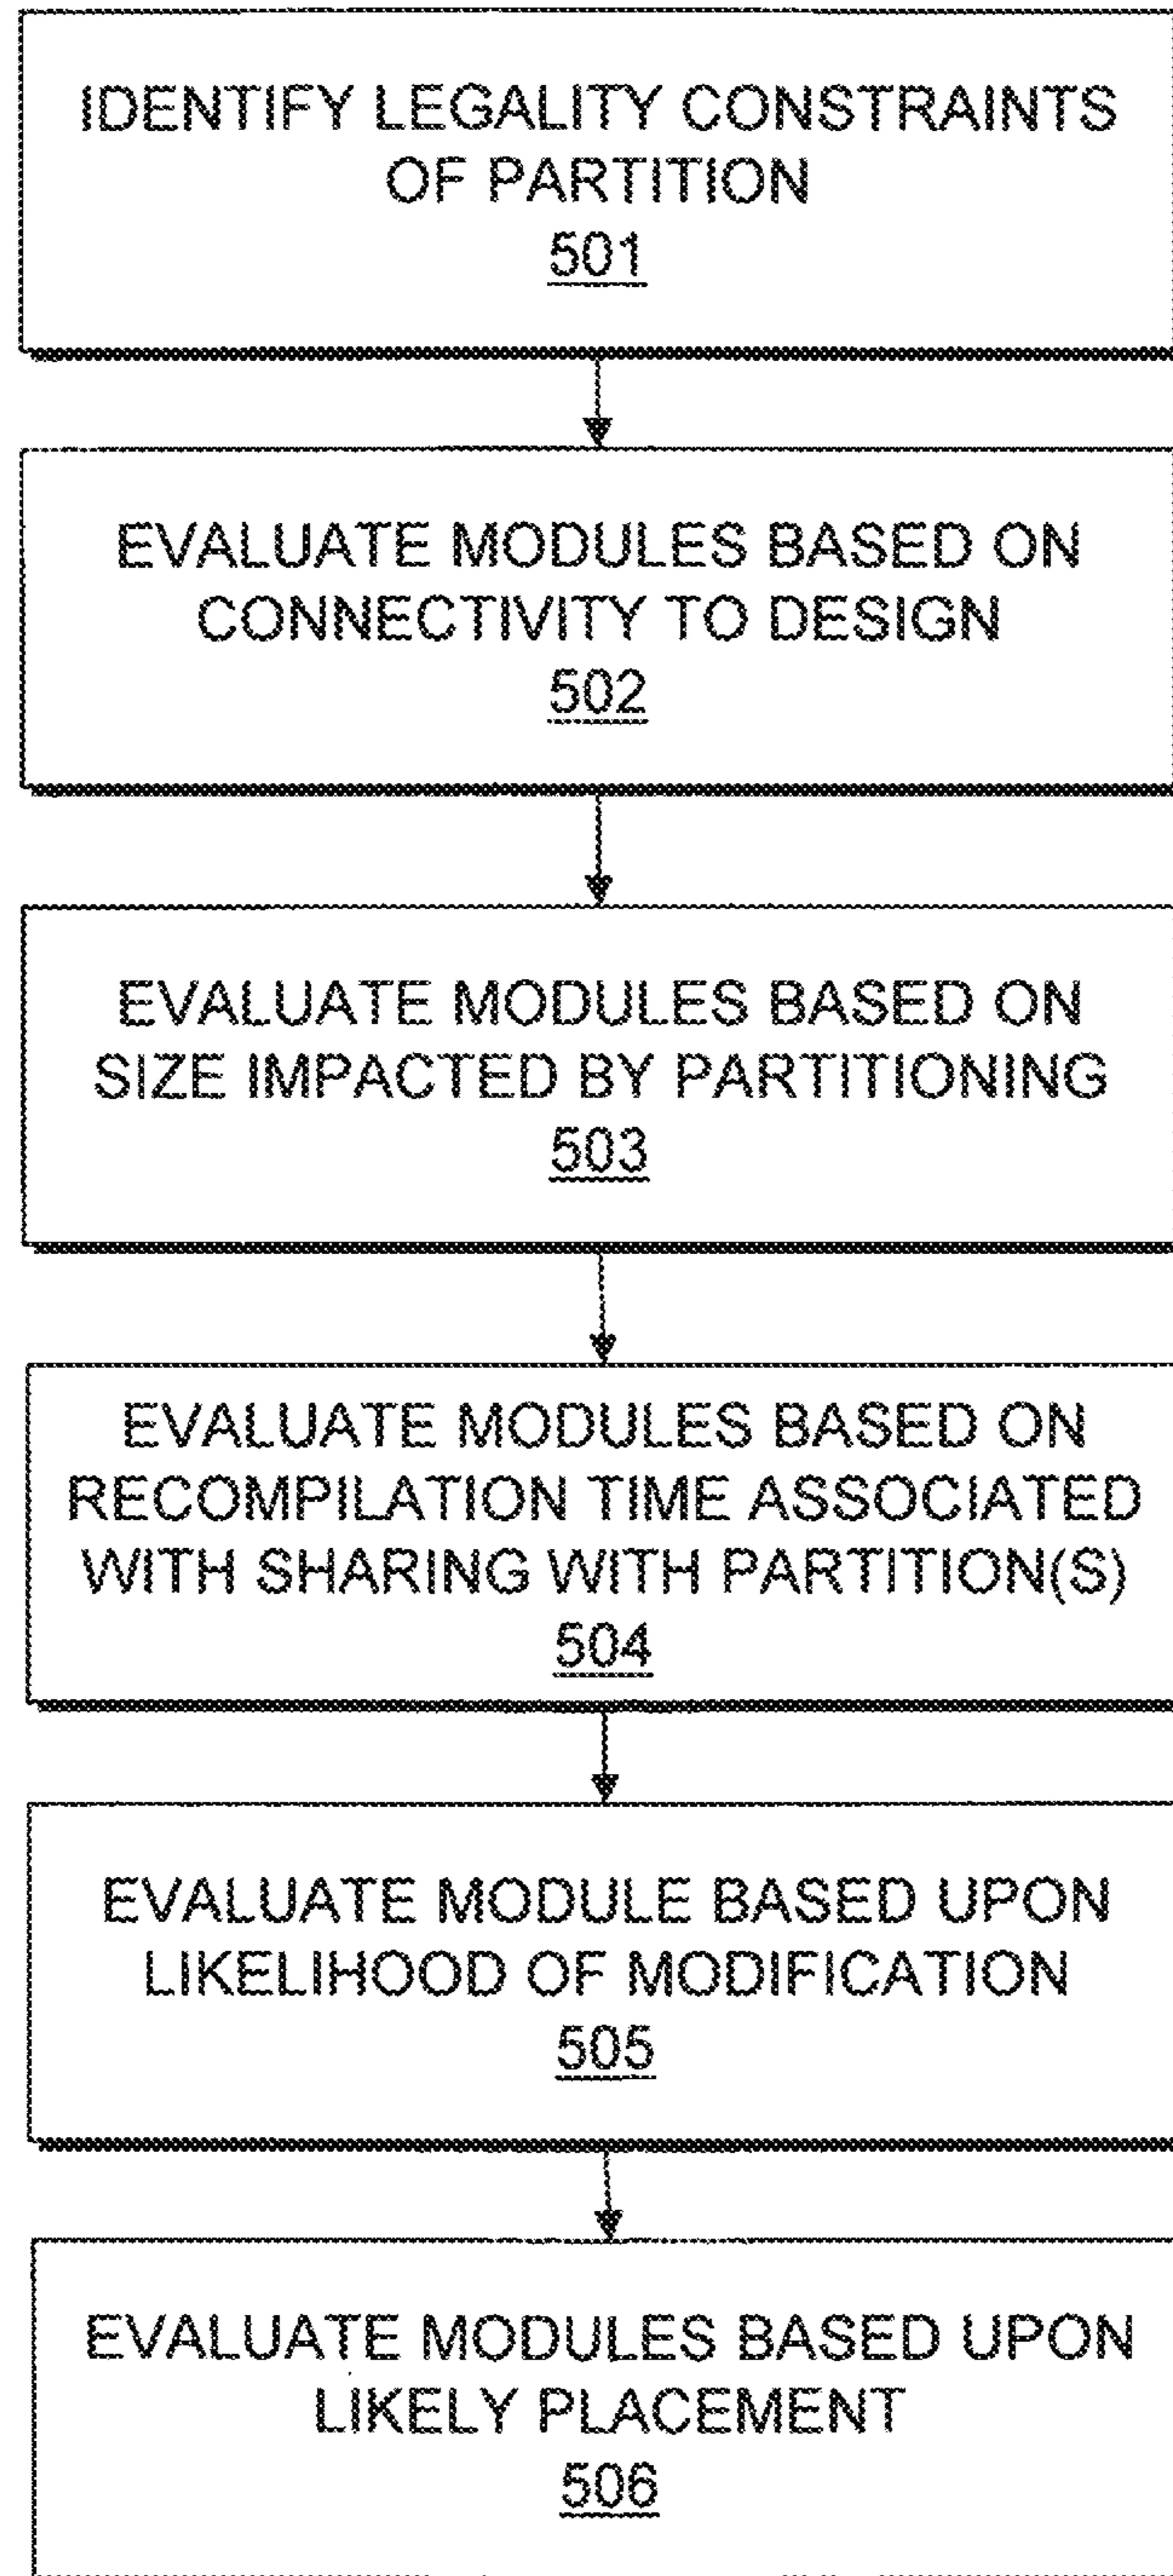 IDENTIFY LEGALITY CONSTRAINTS
OF PARTITION
501
EVALUATE MODULES BASED ON
CONNECTIVITY TO DESIGN
502
EVALUATE MODULES BASED ON
SIZE IMPACTED BY PARTITIONING
503
EVALUATE MODULES BASED ON
RECOMPILATION TIME ASSOCIATED
WITH SHARING WITH PARTITION(S)
504
EVALUATE MODULE BASED UPON
LIKELIHOOD OF MODIFICATION
505
EVALUATE MODULES BASED UPON
LIKELY PLACEMENT
506